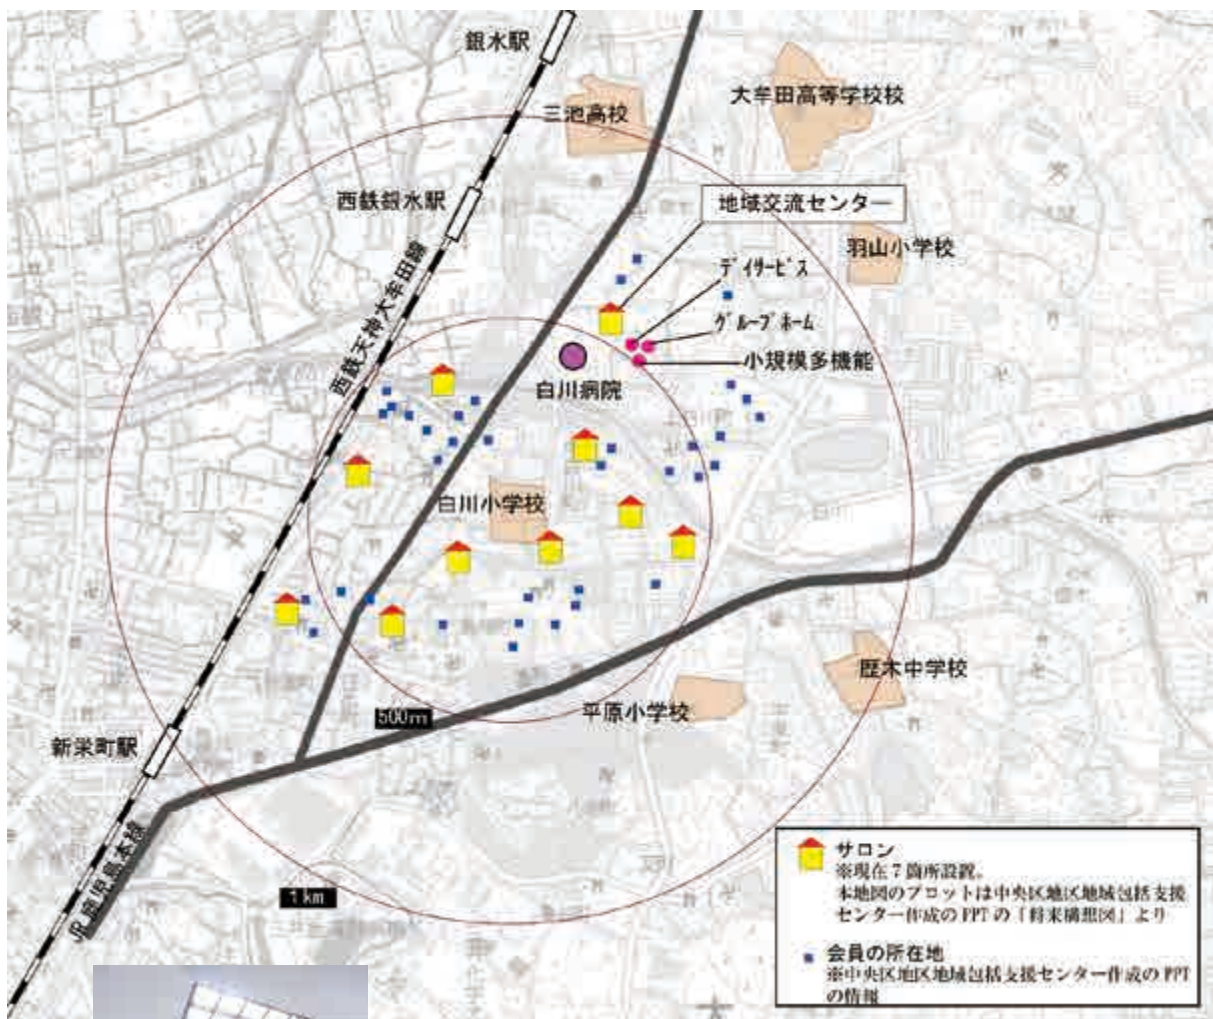 銀水駅
三池高校
大牟田高等学校校
西鉄銀水駅
地域交流センター
羽山小学校
デイサービス
西鉄天神大牟田線
グループホーム
小規模多機能
白川病院
白川小学校
歴木中学校
平原小学校
500m
新栄町駅
JR鹿児島本線
1km
サロン
※現在7箇所設置。
本地図のプロットは中央区地区地域包括支援
センター作成のPPTの「将来構想図」より
会員の所在地
※中央区地区地域包括支援センター作成のPPT
の情報